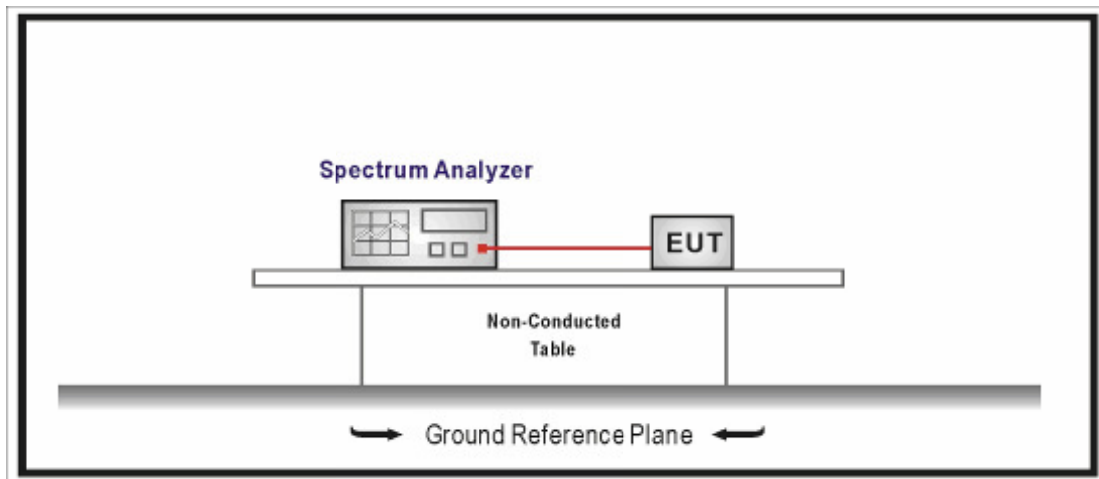 Spectrum Analyzer
EUT
Non-Conducted
Table
Ground Reference Plane